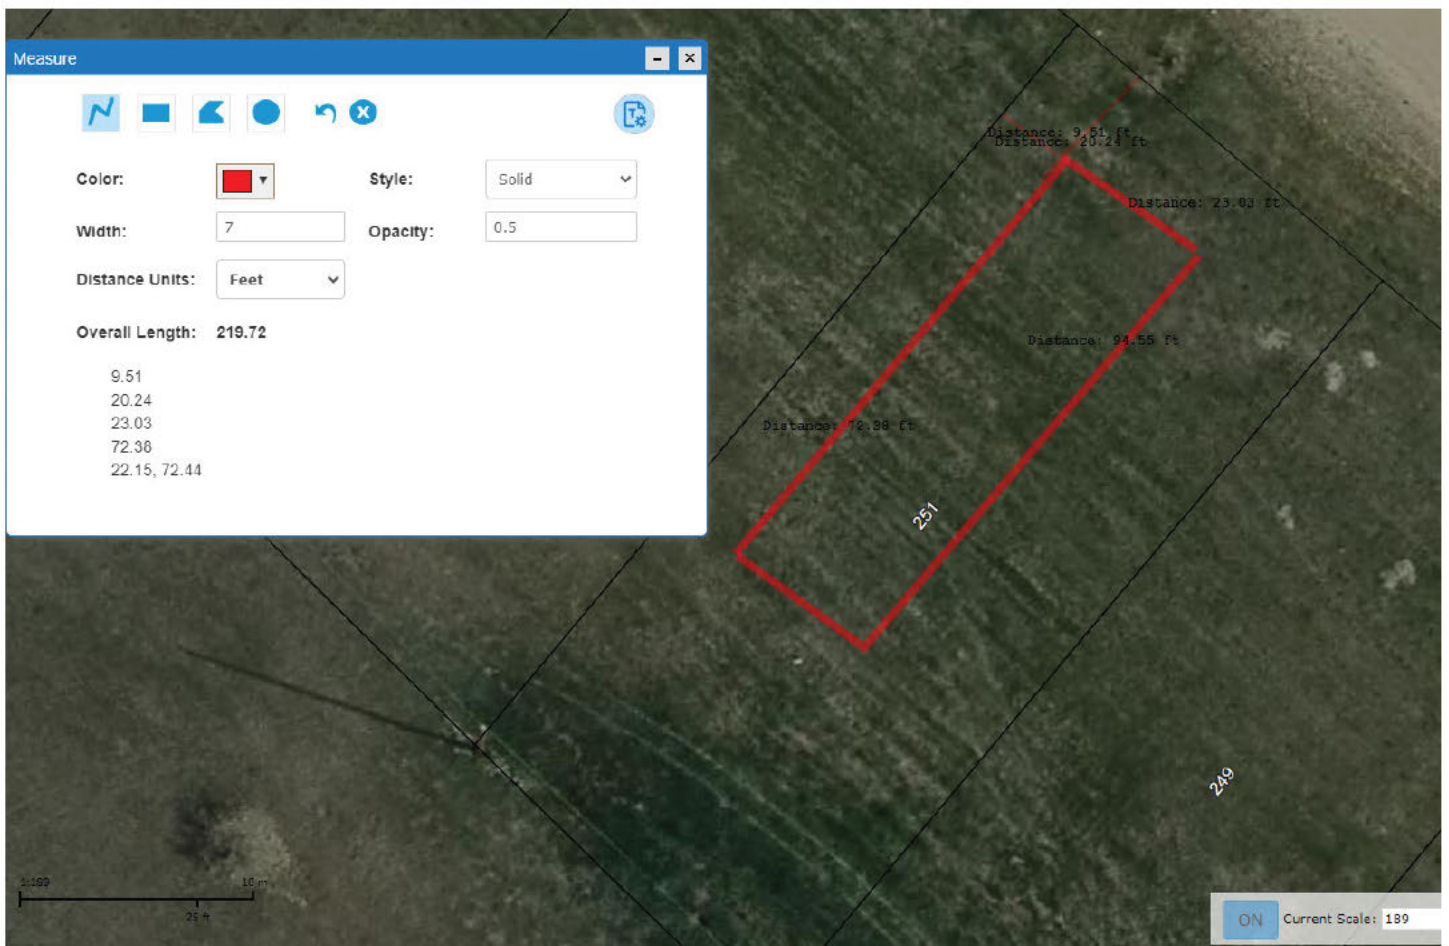 Measure
Color:
Style: Solid
Width: 7
Opacity: 0.5
Distance Units: Feet
Overall Length: 219.72
9.51
20.24
23.03
72.38
22.15, 72.44
Distance: 9.51 ft
Distance: 20.24 ft
Distance: 23.03 ft
Distance: 94.55 ft
Distance: 72.38 ft
251
249
1:189 10 m
25 ft
ON Current Scale: 189